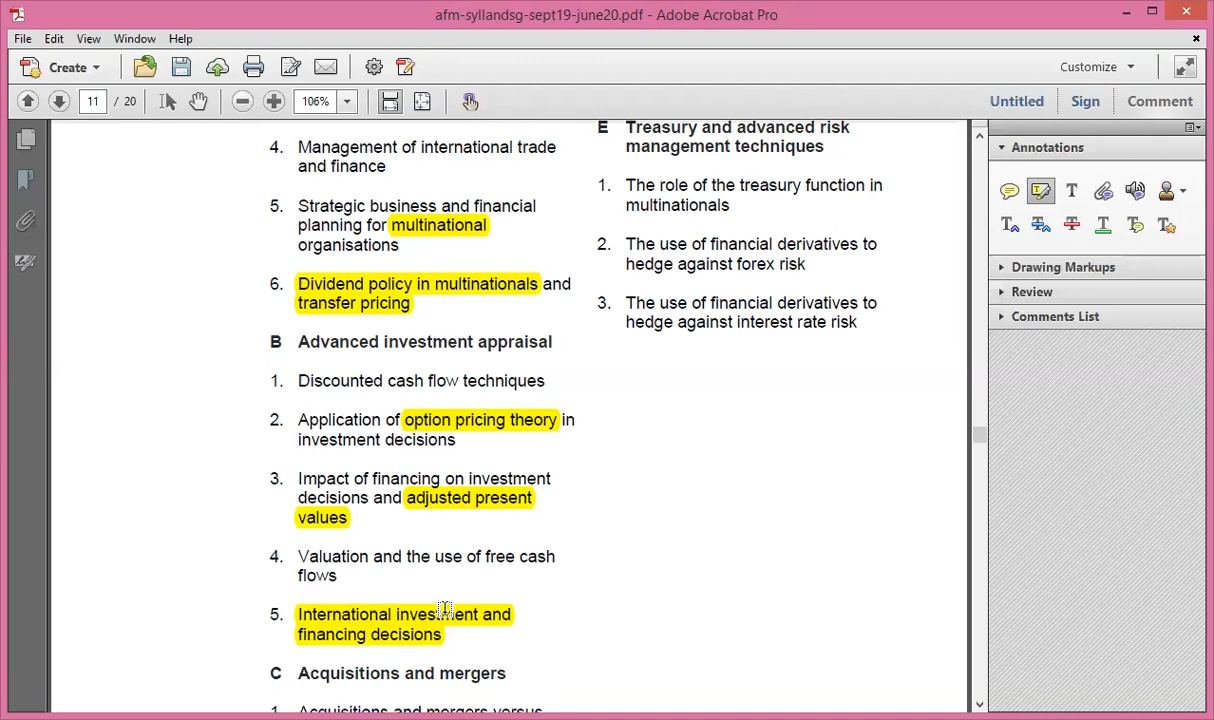 afm-syllandsg-sept19-june20.pdf - Adobe Acrobat Pro
File Edit View Window Help
Create
Customize
11 / 20
106%
Untitled Sign Comment
4. Management of international trade
and finance
5. Strategic business and financial
planning for multinational
organisations
6. Dividend policy in multinationals and
transfer pricing
B Advanced investment appraisal
1. Discounted cash flow techniques
2. Application of option pricing theory in
investment decisions
3. Impact of financing on investment
decisions and adjusted present
values
4. Valuation and the use of free cash
flows
5. International investment and
financing decisions
C Acquisitions and mergers
1. Acquisitions and mergers versus
E Treasury and advanced risk
management techniques
1. The role of the treasury function in
multinationals
2. The use of financial derivatives to
hedge against forex risk
3. The use of financial derivatives to
hedge against interest rate risk
Annotations
Drawing Markups
Review
Comments List